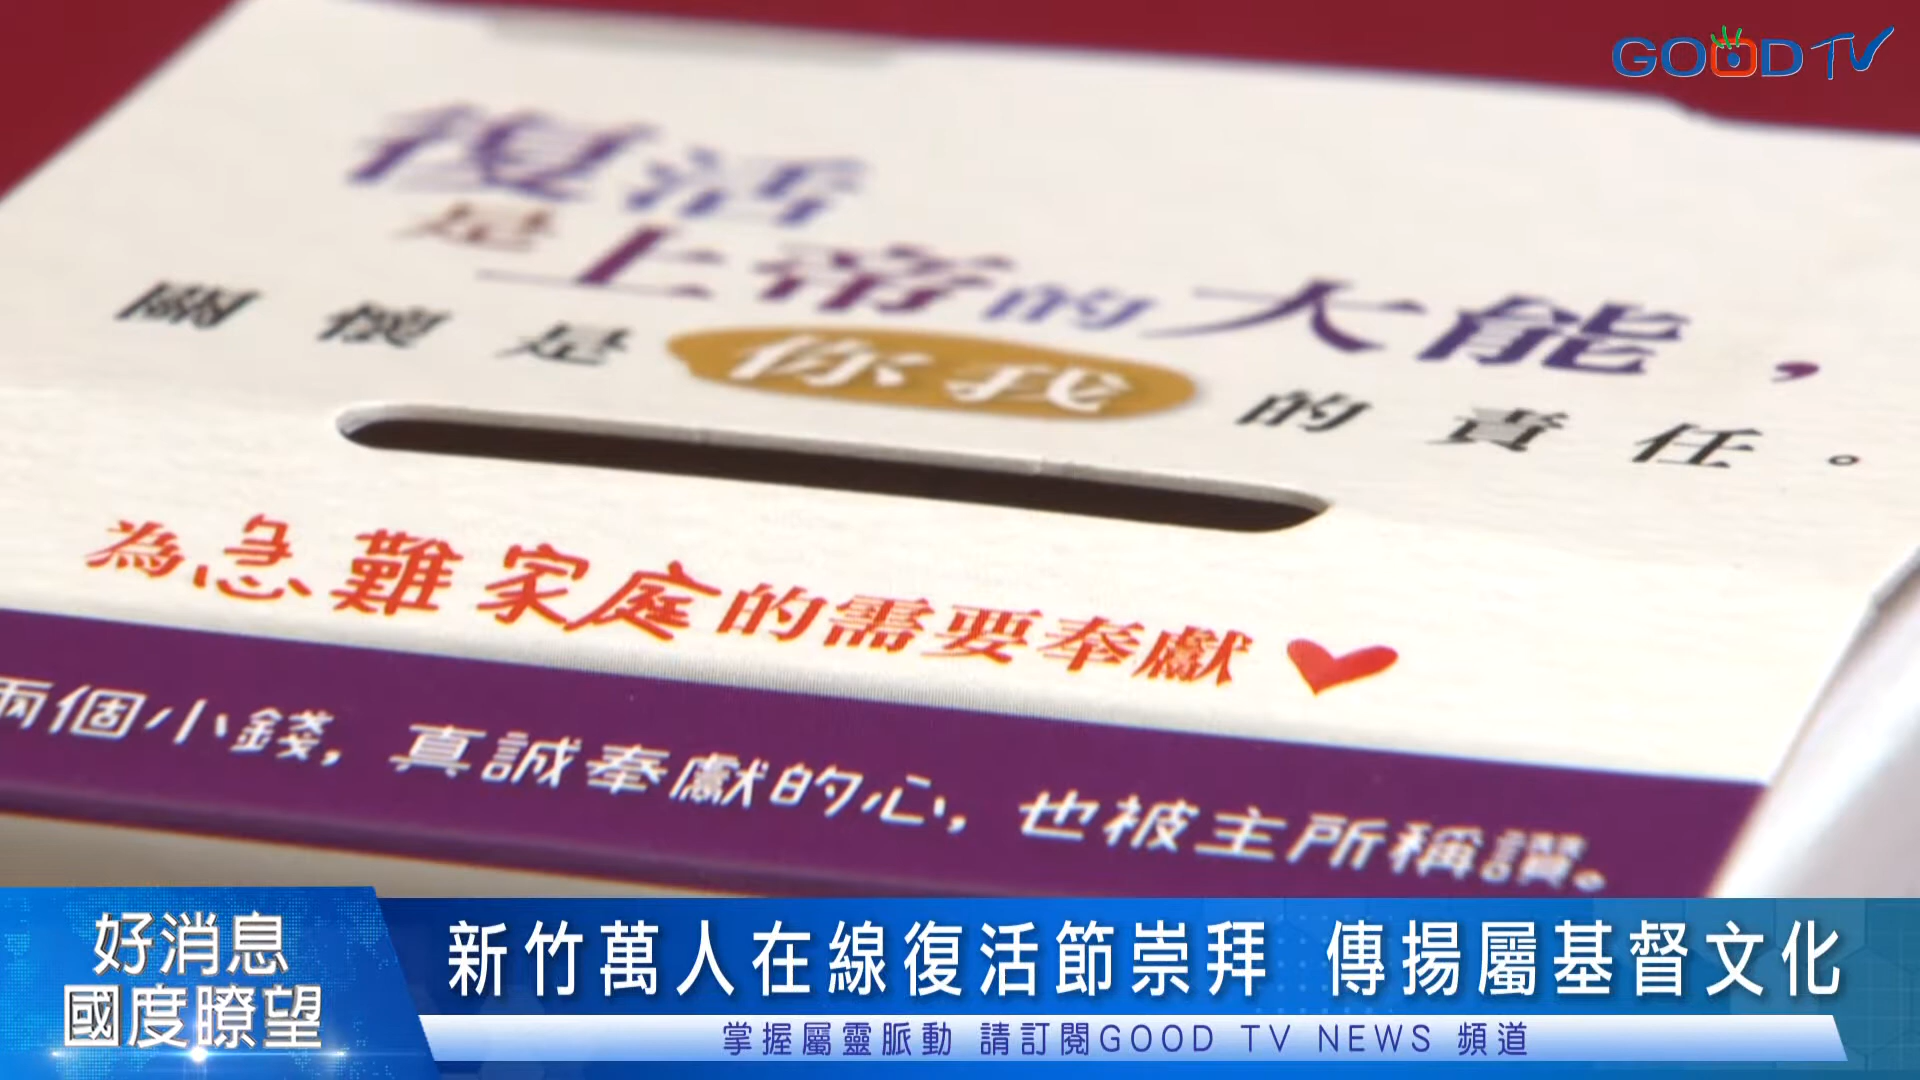 GOOD TV
復活
是上帝的大能，
關懷是你我的責任。
為急難家庭的需要奉獻
兩個小錢，真誠奉獻的心，也被主所稱讚。
好消息
國度瞭望
新竹萬人在線復活節崇拜 傳揚屬基督文化
掌握屬靈脈動 請訂閱GOOD TV NEWS 頻道